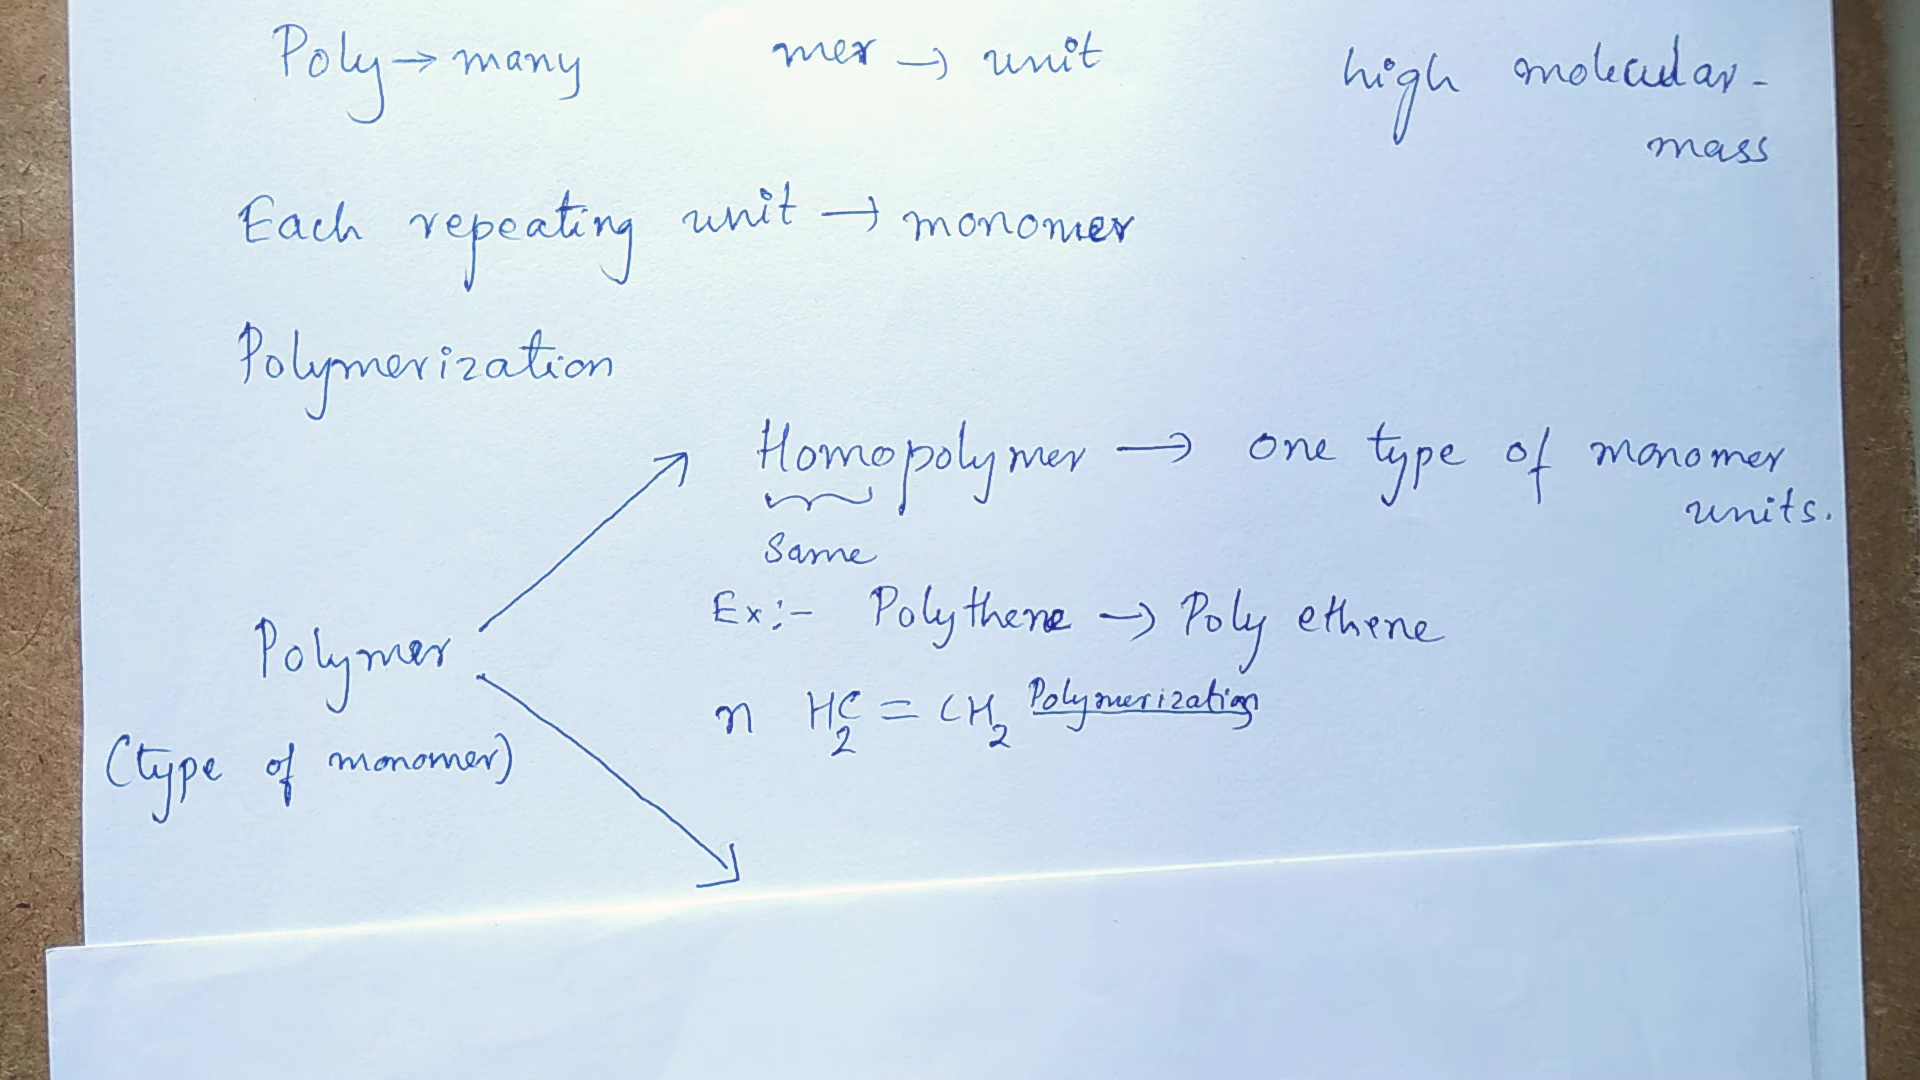 Poly → many mer → unit high molecular-
mass
Each repeating unit → monomer
Polymerization
Homopolymer → one type of monomer
units.
Same
Ex:- Polythene → Poly ethene
Polymer
n H2C = CH2 Polymerization
(type of monomer)